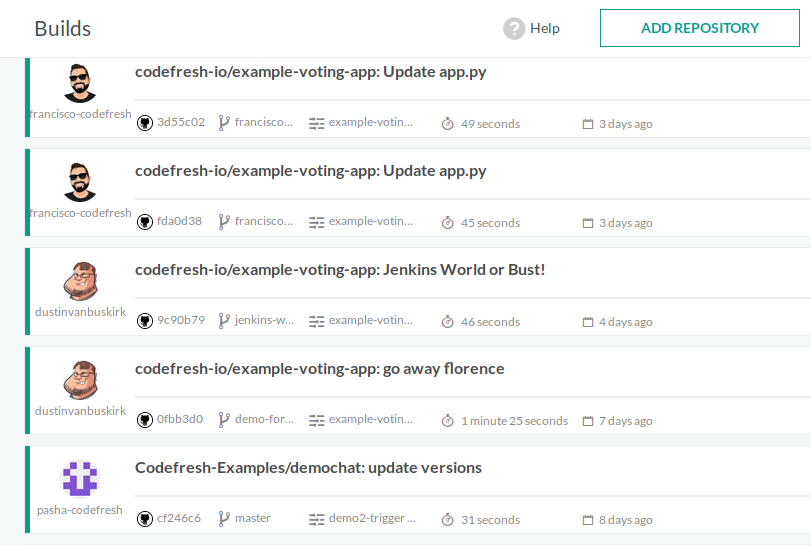 Builds
Help
ADD REPOSITORY
codefresh-io/example-voting-app: Update app.py
francisco-codefresh
3d55c02 francisco... example-votin... 49 seconds 3 days ago
codefresh-io/example-voting-app: Update app.py
francisco-codefresh
fda0d38 francisco... example-votin... 45 seconds 3 days ago
codefresh-io/example-voting-app: Jenkins World or Bust!
dustinvanbuskirk
9c90b79 jenkins-w... example-votin... 46 seconds 4 days ago
codefresh-io/example-voting-app: go away florence
dustinvanbuskirk
0fbb3d0 demo-for... example-votin... 1 minute 25 seconds 7 days ago
Codefresh-Examples/demochat: update versions
pasha-codefresh
cf246c6 master demo2-trigger ... 31 seconds 8 days ago